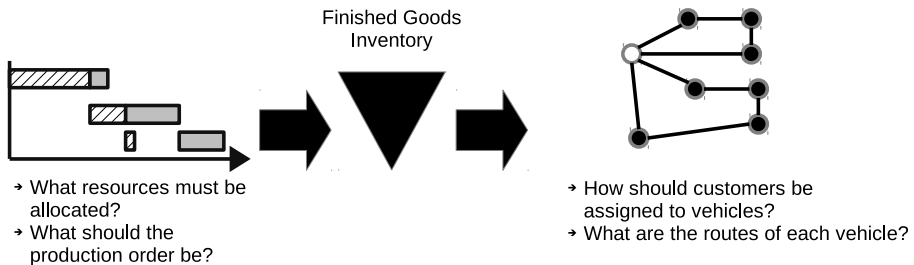 Finished Goods
Inventory
➔ What resources must be
allocated?
➔ What should the
production order be?
➔ How should customers be
assigned to vehicles?
➔ What are the routes of each vehicle?